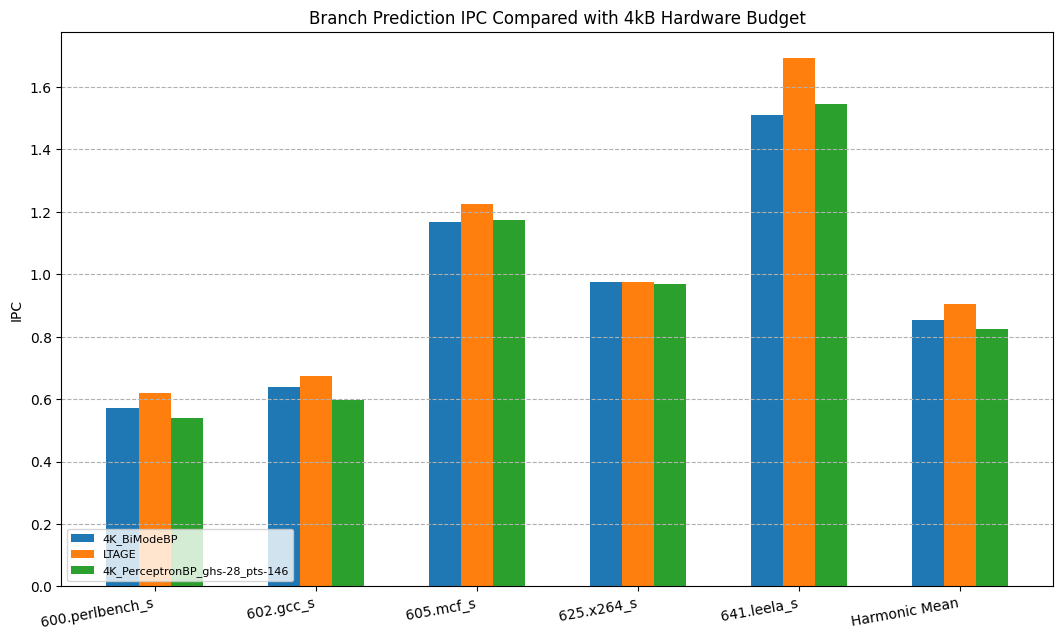 Branch Prediction IPC Compared with 4kB Hardware Budget
IPC
1.6
1.4
1.2
1.0
0.8
0.6
0.4
0.2
0.0
4K_BiModeBP
LTAGE
4K_PerceptronBP_ghs-28_pts-146
600.perlbench_s
602.gcc_s
605.mcf_s
625.x264_s
641.leela_s
Harmonic Mean